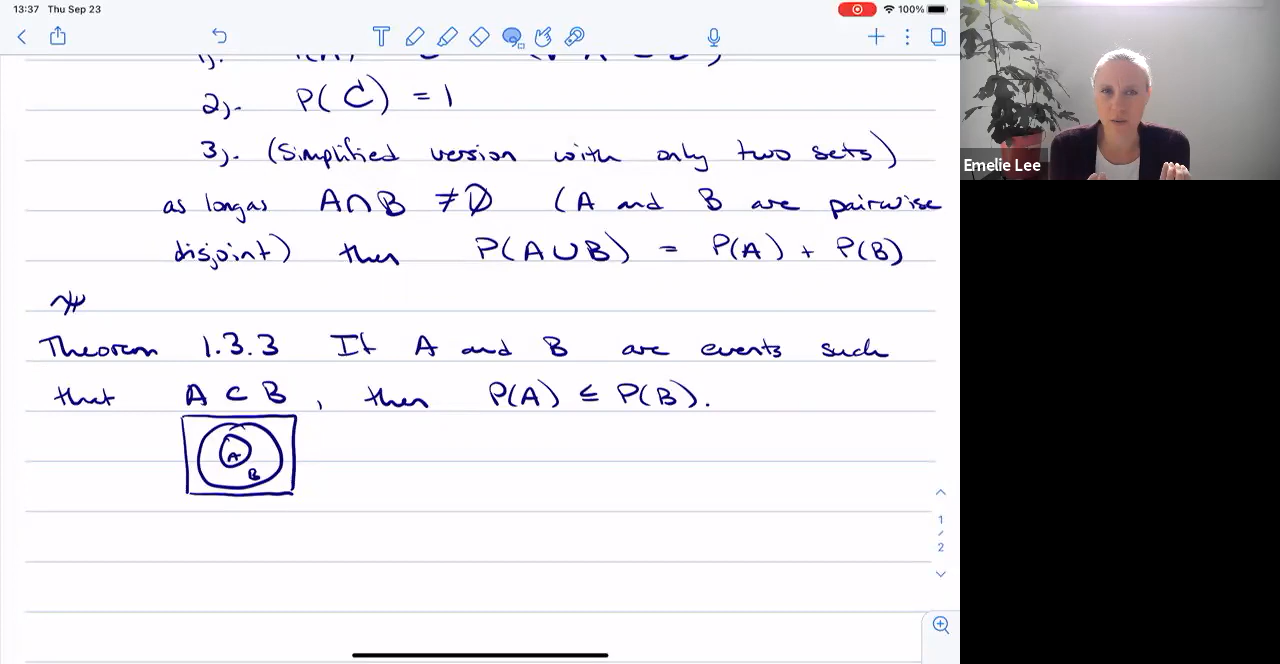 13:37 Thu Sep 23
100%
2). P(C) = 1
3). (Simplified version with only two sets)
as long as A∩B ≠ ∅ (A and B are pairwise
disjoint) then P(A∪B) = P(A) + P(B)
Theorem 1.3.3 If A and B are events such
that A ⊂ B, then P(A) ≤ P(B).
A
B
1
/
2
Emelie Lee